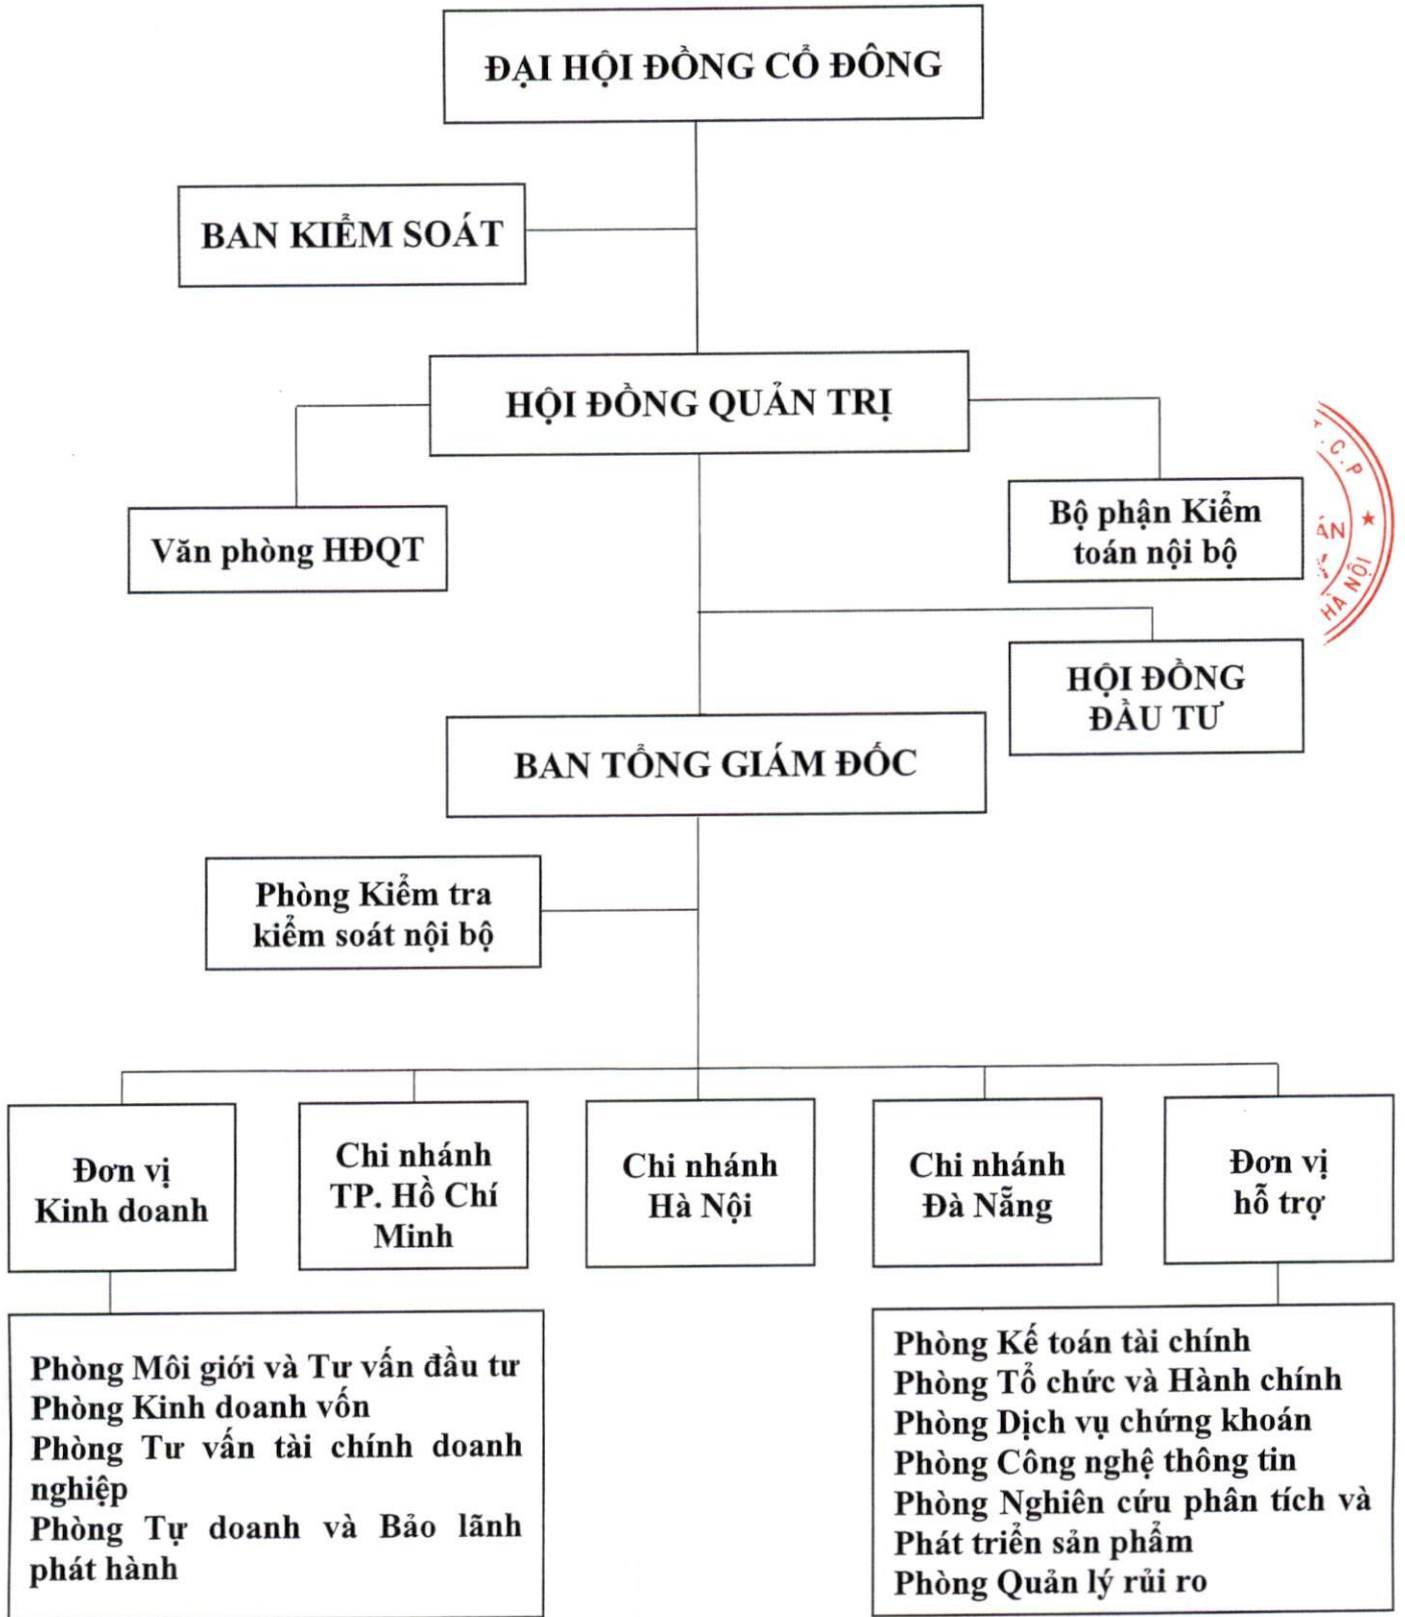 ĐẠI HỘI ĐỒNG CỔ ĐÔNG
BAN KIỂM SOÁT
HỘI ĐỒNG QUẢN TRỊ
Văn phòng HĐQT
Bộ phận Kiểm
toán nội bộ
.C.P ★
HÀ NỘI
HỘI ĐỒNG
ĐẦU TƯ
BAN TỔNG GIÁM ĐỐC
Phòng Kiểm tra
kiểm soát nội bộ
Đơn vị
Kinh doanh
Chi nhánh
TP. Hồ Chí
Minh
Chi nhánh
Hà Nội
Chi nhánh
Đà Nẵng
Đơn vị
hỗ trợ
Phòng Môi giới và Tư vấn đầu tư
Phòng Kinh doanh vốn
Phòng Tư vấn tài chính doanh
nghiệp
Phòng Tự doanh và Bảo lãnh
phát hành
Phòng Kế toán tài chính
Phòng Tổ chức và Hành chính
Phòng Dịch vụ chứng khoán
Phòng Công nghệ thông tin
Phòng Nghiên cứu phân tích và
Phát triển sản phẩm
Phòng Quản lý rủi ro